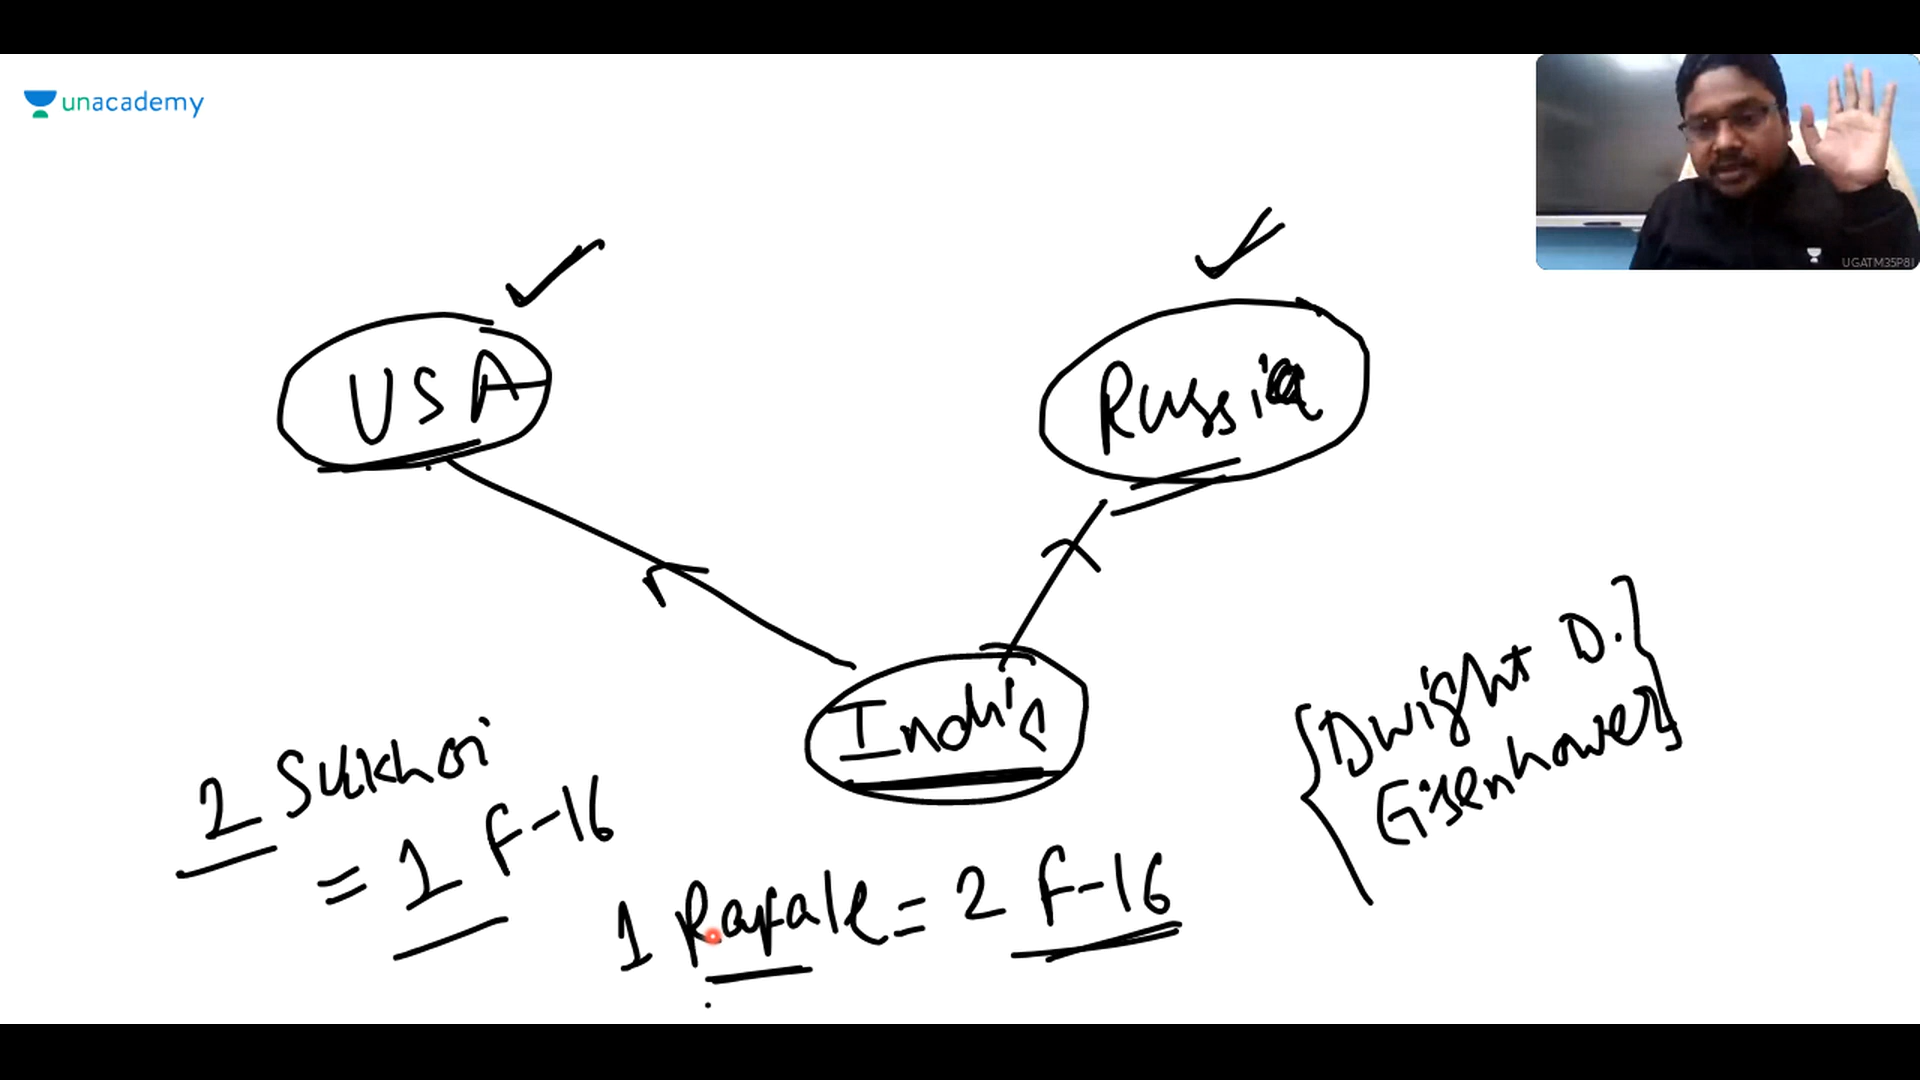 unacademy
UGATM35P8I
USA
Russia
India
Dwight D.
Eisenhower
2 Sukhoi
= 1 F-16
1 Rafale = 2 F-16